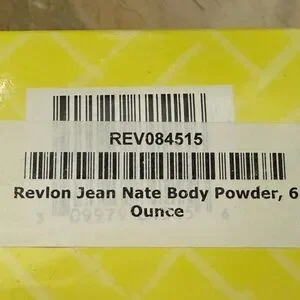 REV084515
Revlon Jean Nate Body Powder, 6
Ounce